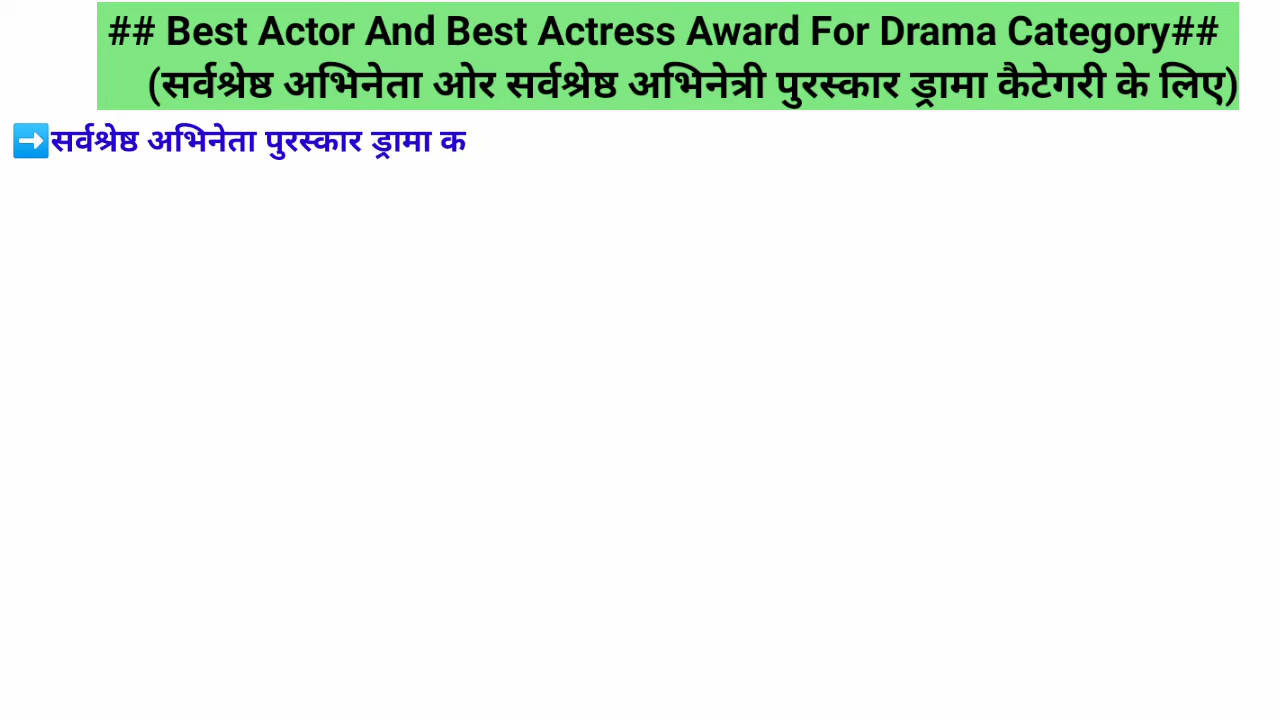 ## Best Actor And Best Actress Award For Drama Category##
(सर्वश्रेष्ठ अभिनेता ओर सर्वश्रेष्ठ अभिनेत्री पुरस्कार ड्रामा कैटेगरी के लिए)
➡️सर्वश्रेष्ठ अभिनेता पुरस्कार ड्रामा क